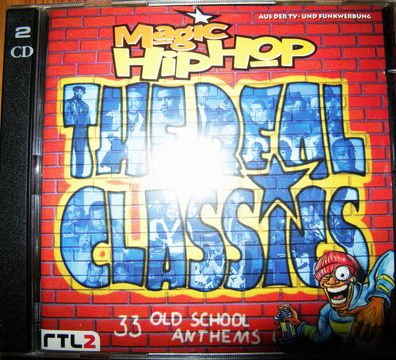 2
CD
AUS DER TV- UND FUNKWERBUNG
Magic
HipHop
THE REAL
CLASSICS
33 OLD SCHOOL
ANTHEMS
RTL2